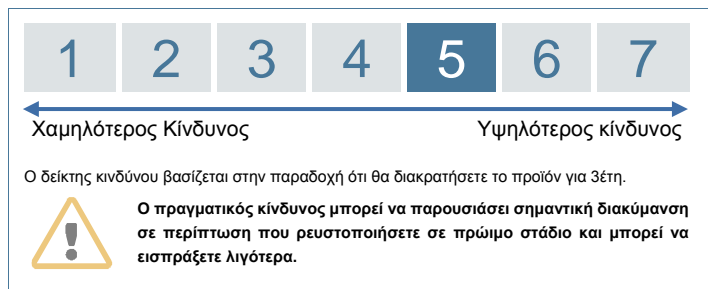 1 2 3 4 5 6 7
Χαμηλότερος Κίνδυνος Υψηλότερος κίνδυνος
Ο δείκτης κινδύνου βασίζεται στην παραδοχή ότι θα διακρατήσετε το προϊόν για 3έτη.
Ο πραγματικός κίνδυνος μπορεί να παρουσιάσει σημαντική διακύμανση
σε περίπτωση που ρευστοποιήσετε σε πρώιμο στάδιο και μπορεί να
εισπράξετε λιγότερα.